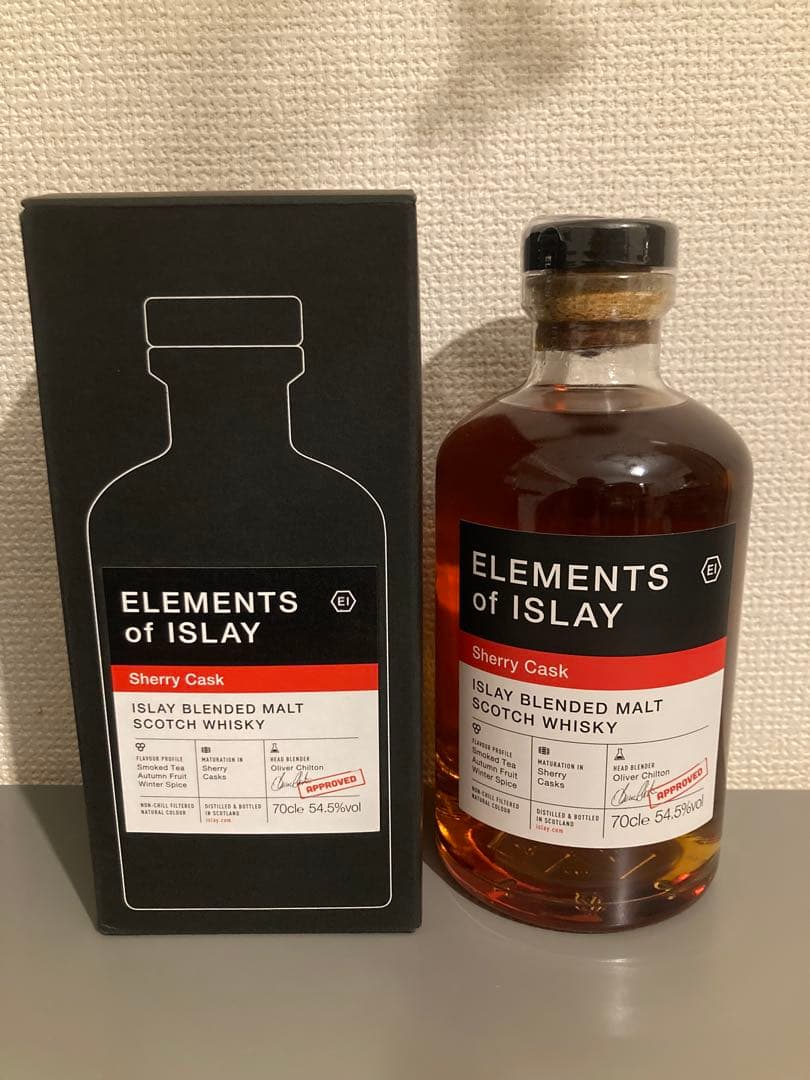 ELEMENTS
of ISLAY
EI
Sherry Cask
ISLAY BLENDED MALT
SCOTCH WHISKY
FLAVOUR PROFILE
Smoked Tea
Autumn Fruit
Winter Spice
MATURATION IN
Sherry
Casks
HEAD BLENDER
Oliver Chilton
APPROVED
NON-CHILL FILTERED
NATURAL COLOUR
DISTILLED & BOTTLED
IN SCOTLAND
islay.com
70cle 54.5%vol
ELEMENTS
of ISLAY
EI
Sherry Cask
ISLAY BLENDED MALT
SCOTCH WHISKY
FLAVOUR PROFILE
Smoked Tea
Autumn Fruit
Winter Spice
MATURATION IN
Sherry
Casks
HEAD BLENDER
Oliver Chilton
APPROVED
NON-CHILL FILTERED
NATURAL COLOUR
DISTILLED & BOTTLED
IN SCOTLAND
islay.com
70cle 54.5%vol